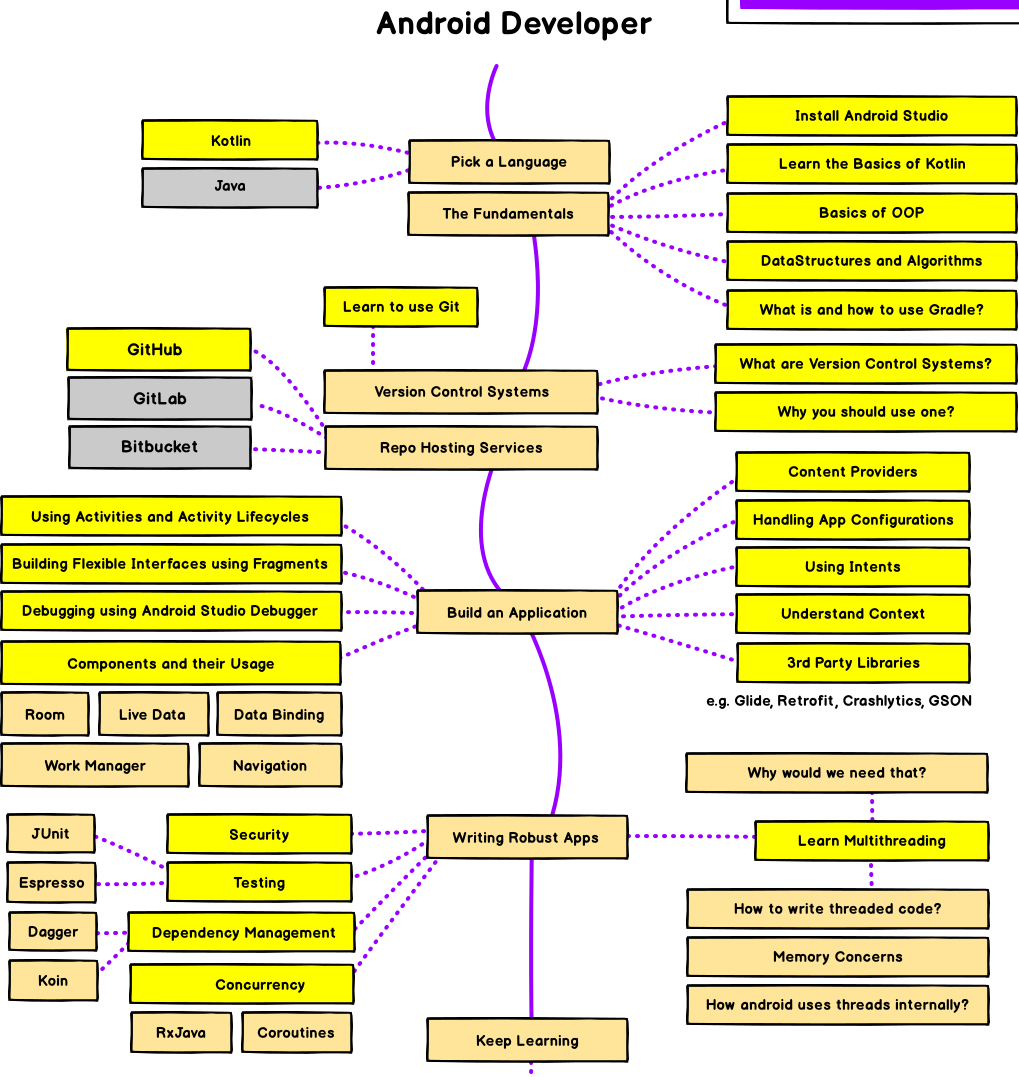 Android Developer
Kotlin
Java
Pick a Language
The Fundamentals
Install Android Studio
Learn the Basics of Kotlin
Basics of OOP
DataStructures and Algorithms
What is and how to use Gradle?
Learn to use Git
GitHub
GitLab
Bitbucket
Version Control Systems
Repo Hosting Services
What are Version Control Systems?
Why you should use one?
Using Activities and Activity Lifecycles
Building Flexible Interfaces using Fragments
Debugging using Android Studio Debugger
Components and their Usage
Room
Live Data
Data Binding
Work Manager
Navigation
Build an Application
Content Providers
Handling App Configurations
Using Intents
Understand Context
3rd Party Libraries
e.g. Glide, Retrofit, Crashlytics, GSON
JUnit
Espresso
Dagger
Koin
Security
Testing
Dependency Management
Concurrency
RxJava
Coroutines
Writing Robust Apps
Why would we need that?
Learn Multithreading
How to write threaded code?
Memory Concerns
How android uses threads internally?
Keep Learning